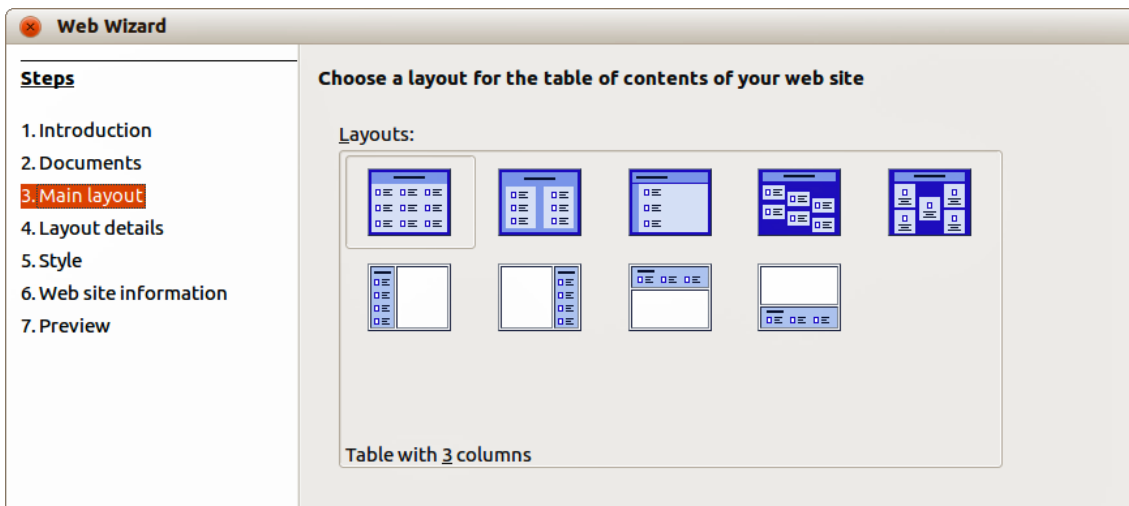 Web Wizard
Steps
1. Introduction
2. Documents
3. Main layout
4. Layout details
5. Style
6. Web site information
7. Preview
Choose a layout for the table of contents of your web site
Layouts:
Table with 3 columns